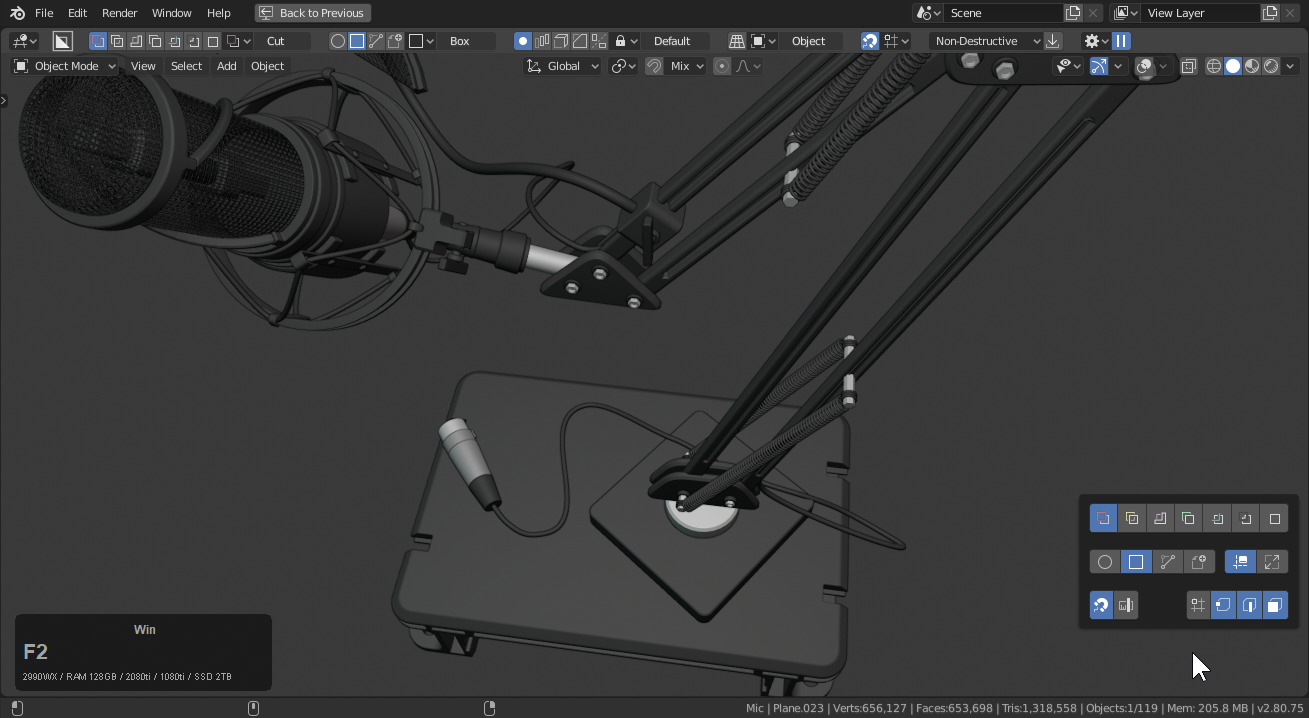 File Edit Render Window Help Back to Previous Scene View Layer
Cut Box Default Object Non-Destructive
Object Mode View Select Add Object Global Mix
Win
F2
2990WX / RAM 128GB / 2080ti / 1080ti / SSD 2TB
Mic | Plane.023 | Verts:656,127 | Faces:653,698 | Tris:1,318,558 | Objects:1/119 | Mem: 205.8 MB | v2.80.75